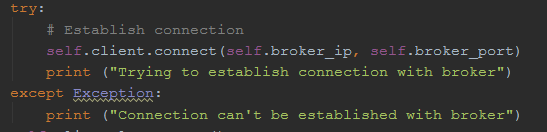 try:
    # Establish connection
    self.client.connect(self.broker_ip, self.broker_port)
    print ("Trying to establish connection with broker")
except Exception:
    print ("Connection can't be established with broker")